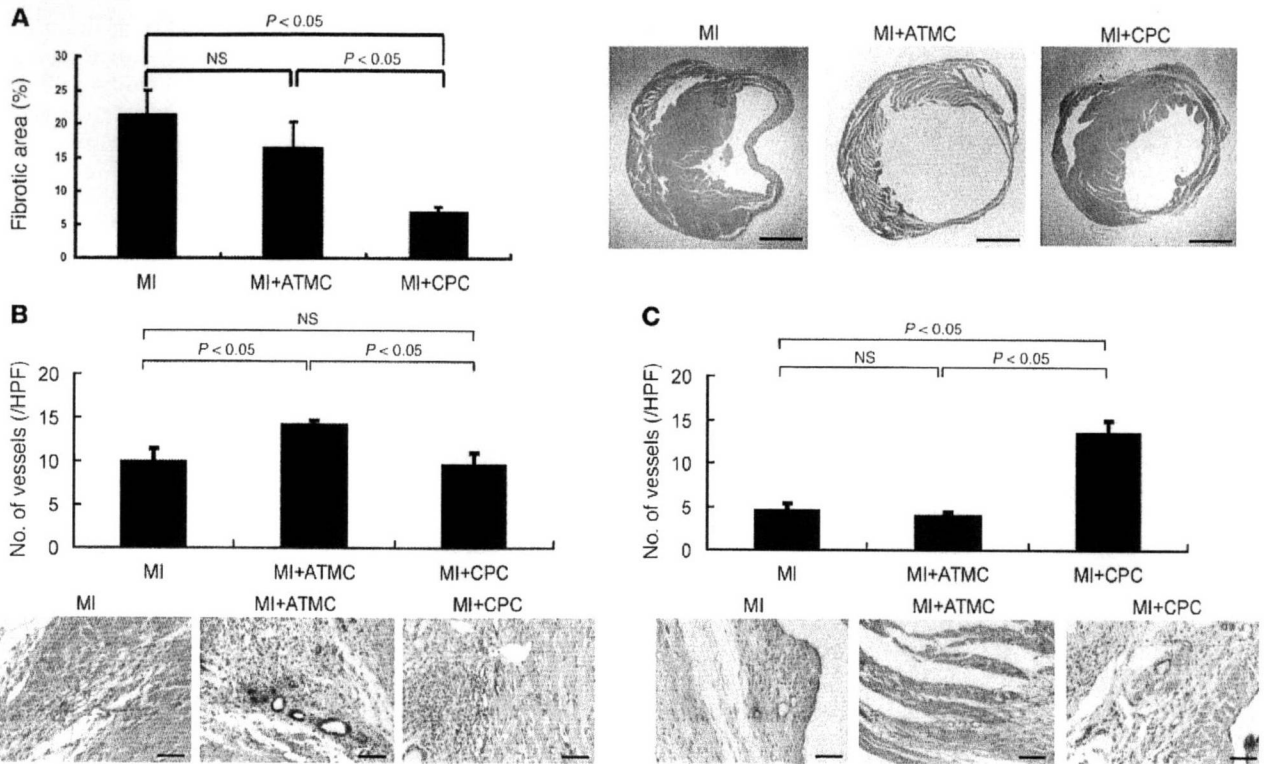 A
P < 0.05
NS
P < 0.05
Fibrotic area (%)
30
25
20
15
10
5
0
MI
MI+ATMC
MI+CPC
MI
MI+ATMC
MI+CPC
B
NS
P < 0.05
P < 0.05
No. of vessels (/HPF)
20
15
10
5
0
MI
MI+ATMC
MI+CPC
MI
MI+ATMC
MI+CPC
C
P < 0.05
NS
P < 0.05
No. of vessels (/HPF)
20
15
10
5
0
MI
MI+ATMC
MI+CPC
MI
MI+ATMC
MI+CPC